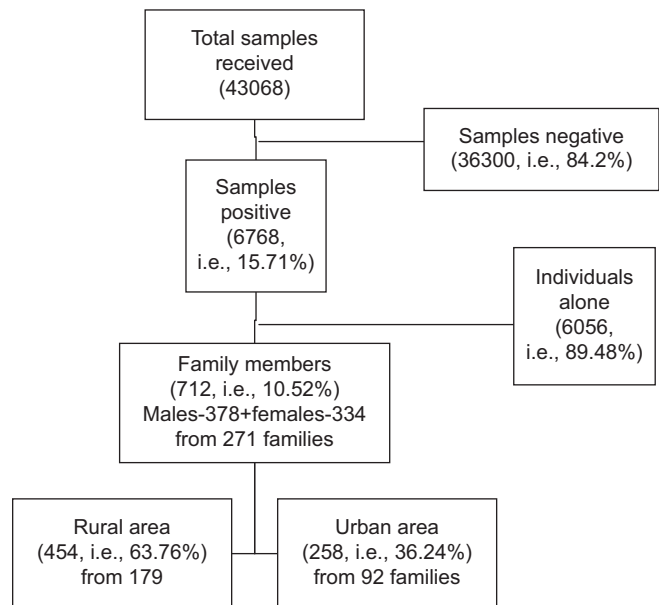 Total samples
received
(43068)
Samples negative
(36300, i.e., 84.2%)
Samples
positive
(6768,
i.e., 15.71%)
Individuals
alone
(6056,
i.e., 89.48%)
Family members
(712, i.e., 10.52%)
Males-378+females-334
from 271 families
Rural area
(454, i.e., 63.76%)
from 179
Urban area
(258, i.e., 36.24%)
from 92 families